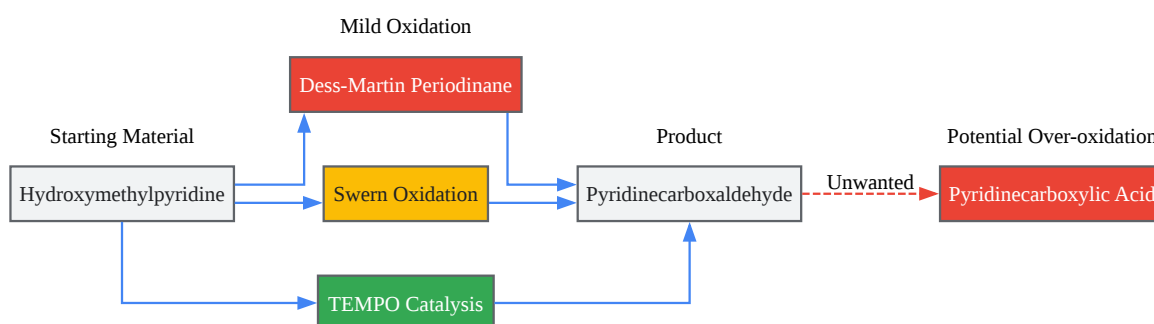 Mild Oxidation
Dess-Martin Periodinane
Starting Material
Product
Potential Over-oxidation
Hydroxymethylpyridine
Swern Oxidation
Pyridinecarboxaldehyde
Unwanted
Pyridinecarboxylic Acid
TEMPO Catalysis